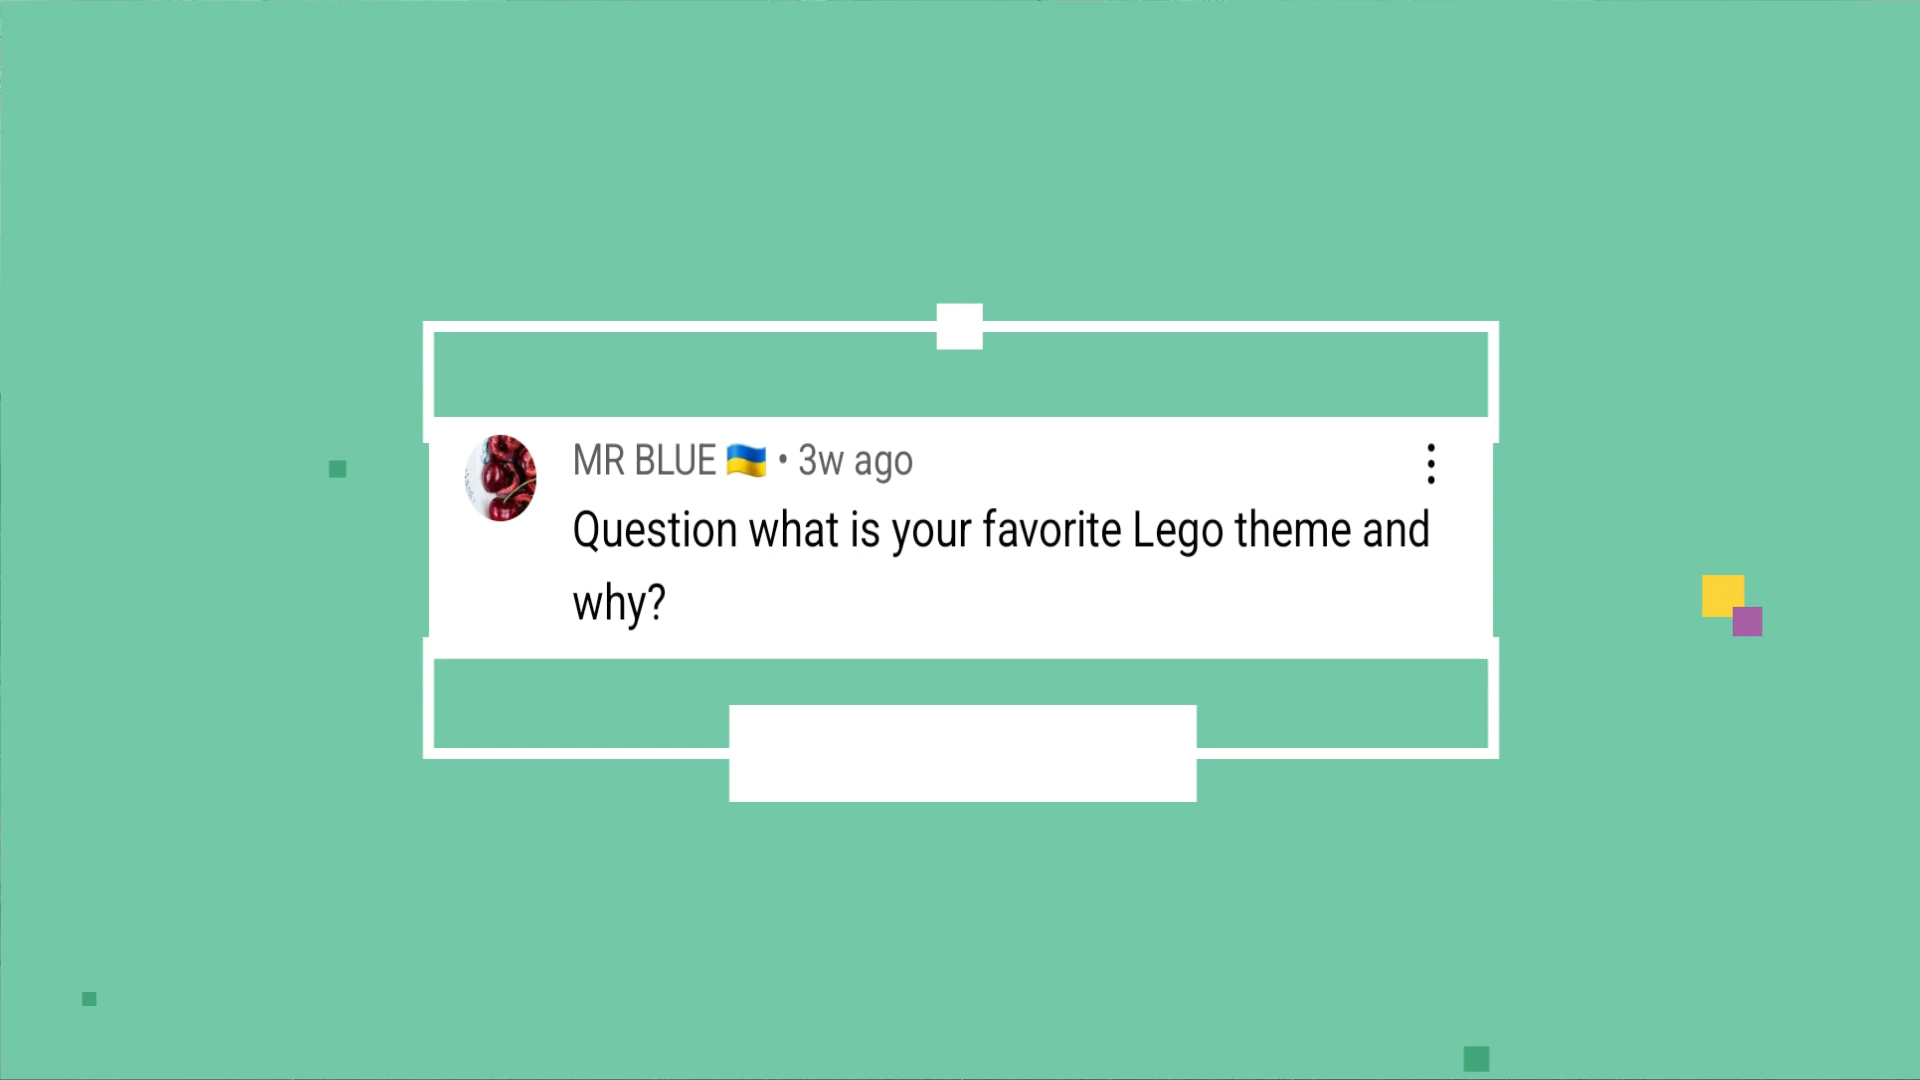 MR BLUE 🇺🇦 • 3w ago
Question what is your favorite Lego theme and
why?